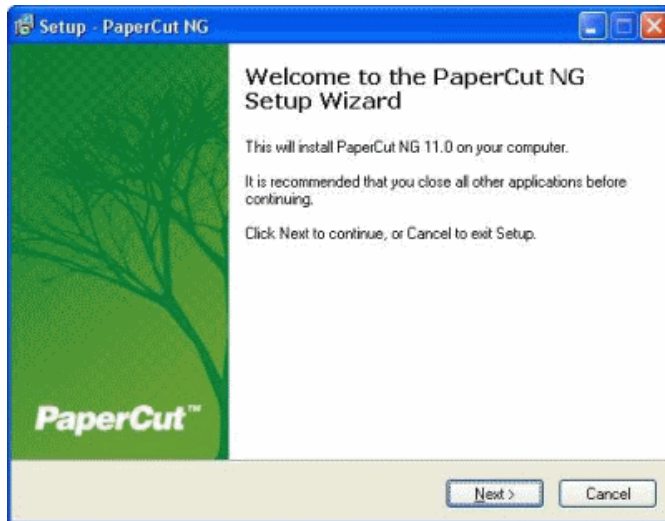 Setup - PaperCut NG
Welcome to the PaperCut NG
Setup Wizard
This will install PaperCut NG 11.0 on your computer.
It is recommended that you close all other applications before
continuing.
Click Next to continue, or Cancel to exit Setup.
PaperCut™
Next >
Cancel